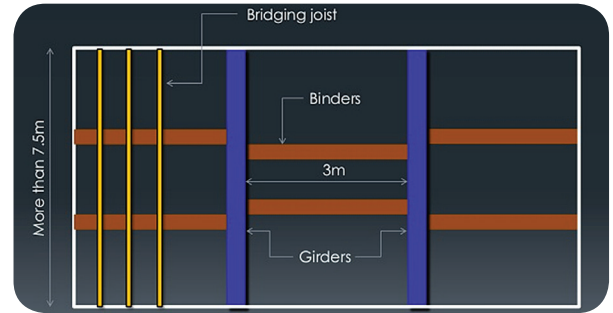 Bridging joist
Binders
3m
More than 7.5m
Girders